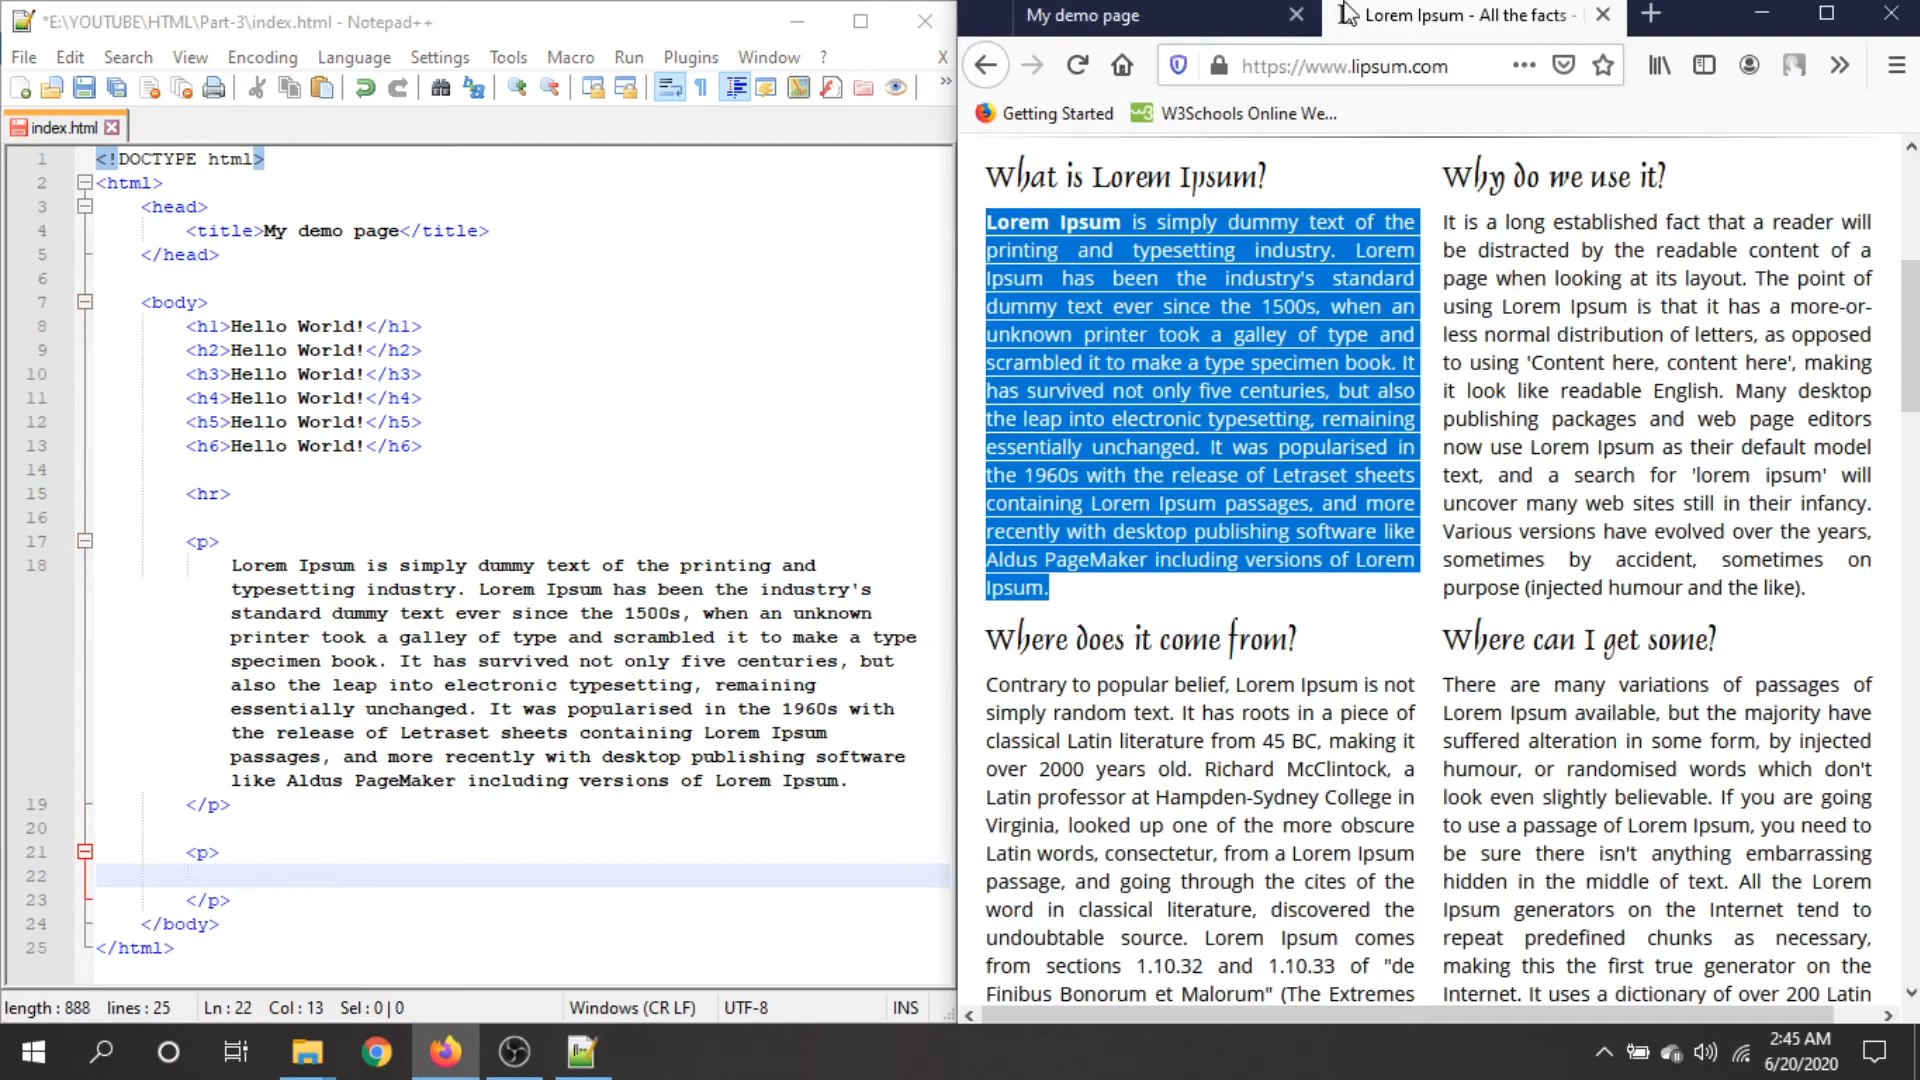 *E:\YOUTUBE\HTML\Part-3\index.html - Notepad++
File Edit Search View Encoding Language Settings Tools Macro Run Plugins Window ? X
index.html
1 <!DOCTYPE html>
2 <html>
3 <head>
4 <title>My demo page</title>
5 </head>
6
7 <body>
8 <h1>Hello World!</h1>
9 <h2>Hello World!</h2>
10 <h3>Hello World!</h3>
11 <h4>Hello World!</h4>
12 <h5>Hello World!</h5>
13 <h6>Hello World!</h6>
14
15 <hr>
16
17 <p>
18 Lorem Ipsum is simply dummy text of the printing and
typesetting industry. Lorem Ipsum has been the industry's
standard dummy text ever since the 1500s, when an unknown
printer took a galley of type and scrambled it to make a type
specimen book. It has survived not only five centuries, but
also the leap into electronic typesetting, remaining
essentially unchanged. It was popularised in the 1960s with
the release of Letraset sheets containing Lorem Ipsum
passages, and more recently with desktop publishing software
like Aldus PageMaker including versions of Lorem Ipsum.
19 </p>
20
21 <p>
22
23 </p>
24 </body>
25 </html>
length : 888 lines : 25 Ln : 22 Col : 13 Sel : 0 | 0 Windows (CR LF) UTF-8 INS
My demo page
Lorem Ipsum - All the facts -
https://www.lipsum.com
Getting Started W3Schools Online We...
What is Lorem Ipsum?
Lorem Ipsum is simply dummy text of the
printing and typesetting industry. Lorem
Ipsum has been the industry's standard
dummy text ever since the 1500s, when an
unknown printer took a galley of type and
scrambled it to make a type specimen book. It
has survived not only five centuries, but also
the leap into electronic typesetting, remaining
essentially unchanged. It was popularised in
the 1960s with the release of Letraset sheets
containing Lorem Ipsum passages, and more
recently with desktop publishing software like
Aldus PageMaker including versions of Lorem
Ipsum.
Why do we use it?
It is a long established fact that a reader will
be distracted by the readable content of a
page when looking at its layout. The point of
using Lorem Ipsum is that it has a more-or-
less normal distribution of letters, as opposed
to using 'Content here, content here', making
it look like readable English. Many desktop
publishing packages and web page editors
now use Lorem Ipsum as their default model
text, and a search for 'lorem ipsum' will
uncover many web sites still in their infancy.
Various versions have evolved over the years,
sometimes by accident, sometimes on
purpose (injected humour and the like).
Where does it come from?
Contrary to popular belief, Lorem Ipsum is not
simply random text. It has roots in a piece of
classical Latin literature from 45 BC, making it
over 2000 years old. Richard McClintock, a
Latin professor at Hampden-Sydney College in
Virginia, looked up one of the more obscure
Latin words, consectetur, from a Lorem Ipsum
passage, and going through the cites of the
word in classical literature, discovered the
undoubtable source. Lorem Ipsum comes
from sections 1.10.32 and 1.10.33 of "de
Finibus Bonorum et Malorum" (The Extremes
Where can I get some?
There are many variations of passages of
Lorem Ipsum available, but the majority have
suffered alteration in some form, by injected
humour, or randomised words which don't
look even slightly believable. If you are going
to use a passage of Lorem Ipsum, you need to
be sure there isn't anything embarrassing
hidden in the middle of text. All the Lorem
Ipsum generators on the Internet tend to
repeat predefined chunks as necessary,
making this the first true generator on the
Internet. It uses a dictionary of over 200 Latin
2:45 AM
6/20/2020